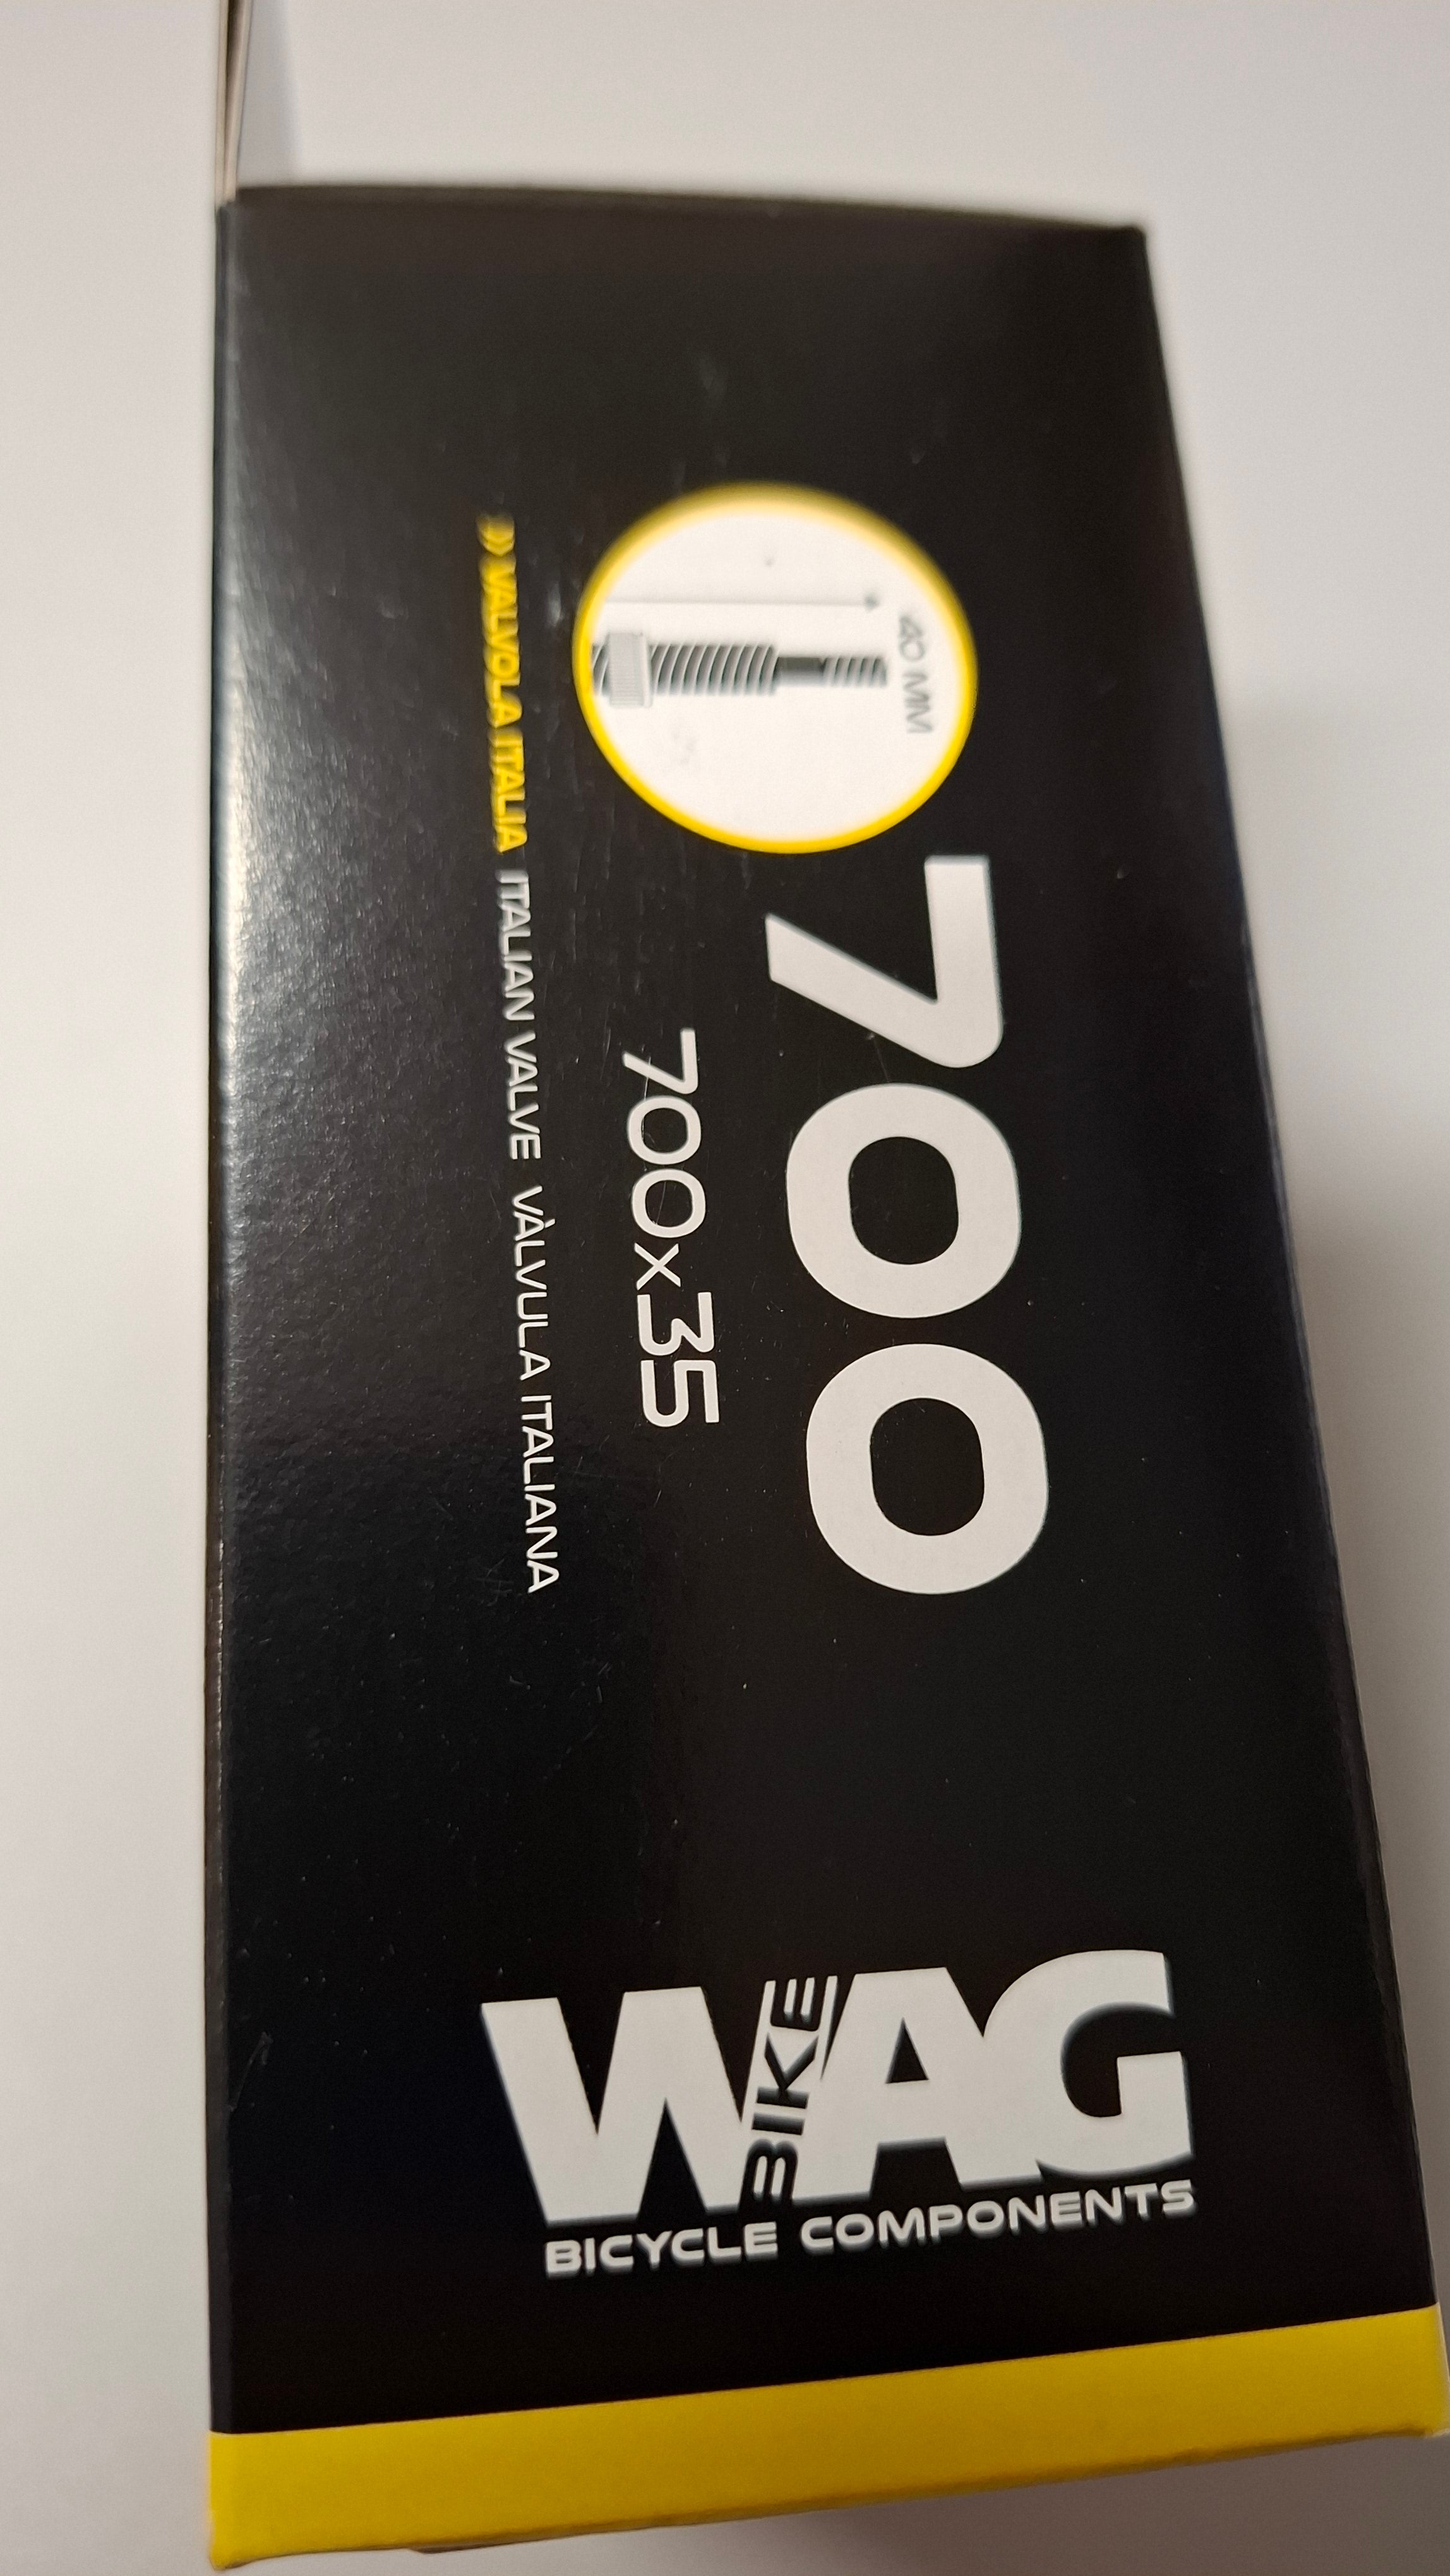 40 MM
700
700x35
» VALVOLA ITALIA ITALIAN VALVE VÀLVULA ITALIANA
WAG
BIKE
BICYCLE COMPONENTS